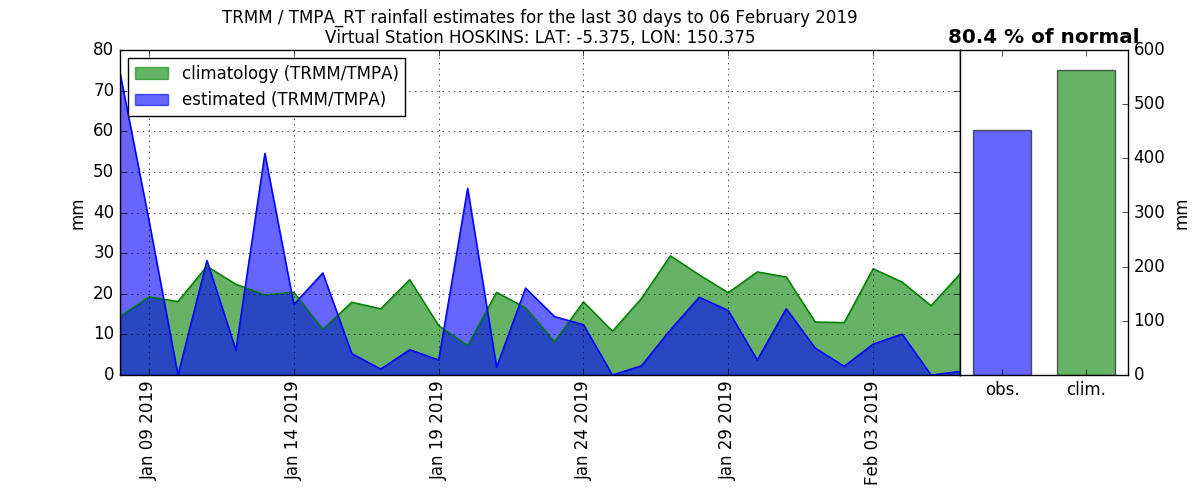 TRMM / TMPA_RT rainfall estimates for the last 30 days to 06 February 2019
Virtual Station HOSKINS: LAT: -5.375, LON: 150.375
80.4 % of normal
climatology (TRMM/TMPA)
estimated (TRMM/TMPA)
mm
80
70
60
50
40
30
20
10
0
Jan 09 2019
Jan 14 2019
Jan 19 2019
Jan 24 2019
Jan 29 2019
Feb 03 2019
obs.
clim.
600
500
400
300
200
100
0
mm